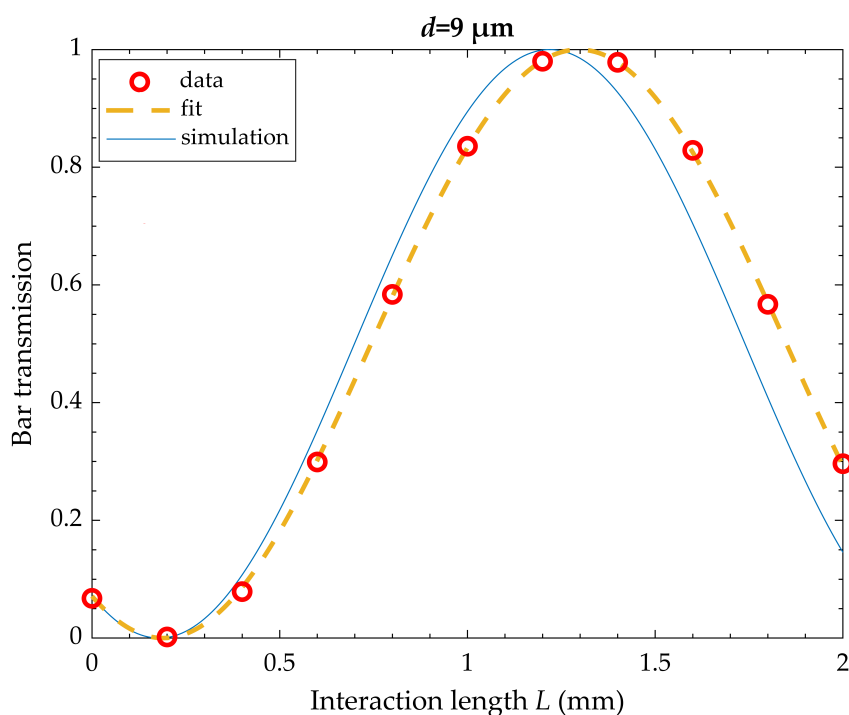 d=9 μm
1
data
fit
simulation
0.8
0.6
0.4
0.2
0
Bar transmission
0 0.5 1 1.5 2
Interaction length L (mm)